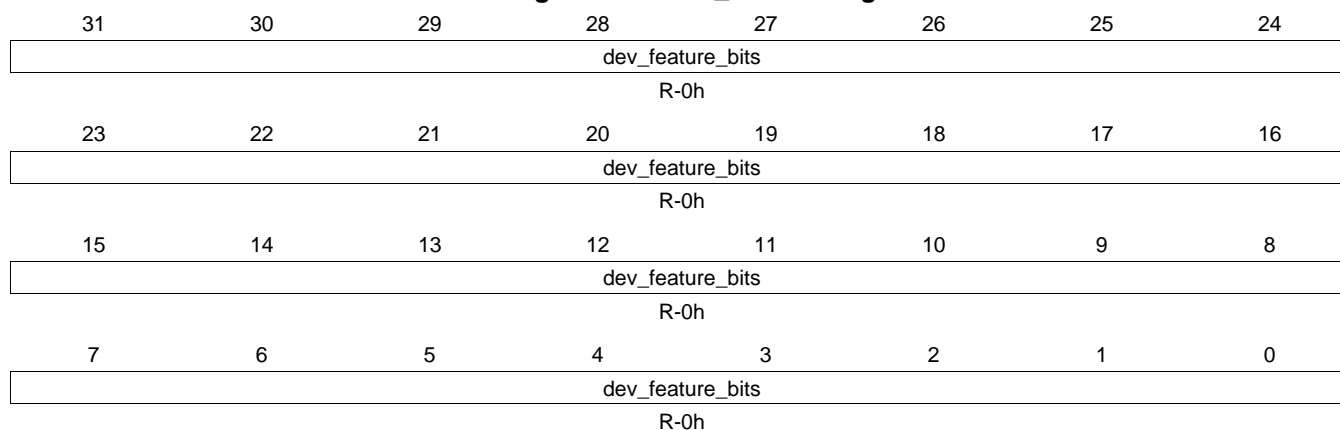 31 30 29 28 27 26 25 24
dev_feature_bits
R-0h
23 22 21 20 19 18 17 16
dev_feature_bits
R-0h
15 14 13 12 11 10 9 8
dev_feature_bits
R-0h
7 6 5 4 3 2 1 0
dev_feature_bits
R-0h